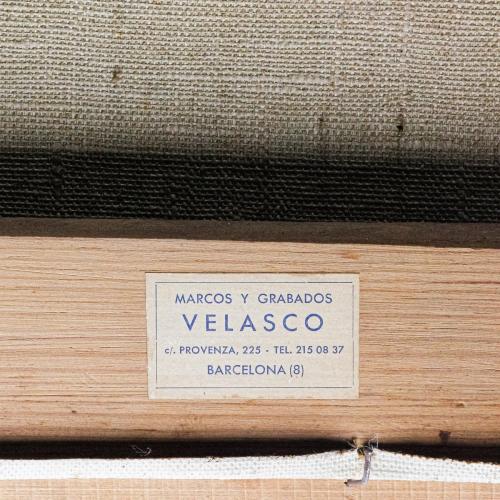 MARCOS Y GRABADOS
VELASCO
c/. PROVENZA, 225 - TEL. 215 08 37
BARCELONA (8)